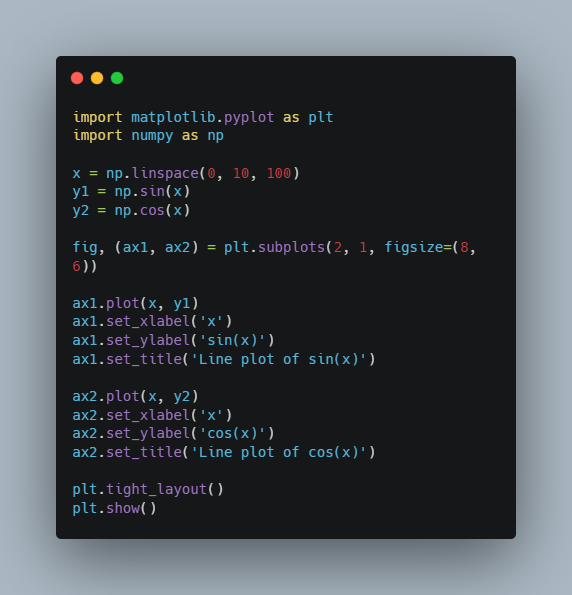 import matplotlib.pyplot as plt
import numpy as np
x = np.linspace(0, 10, 100)
y1 = np.sin(x)
y2 = np.cos(x)
fig, (ax1, ax2) = plt.subplots(2, 1, figsize=(8,
6))
ax1.plot(x, y1)
ax1.set_xlabel('x')
ax1.set_ylabel('sin(x)')
ax1.set_title('Line plot of sin(x)')
ax2.plot(x, y2)
ax2.set_xlabel('x')
ax2.set_ylabel('cos(x)')
ax2.set_title('Line plot of cos(x)')
plt.tight_layout()
plt.show()